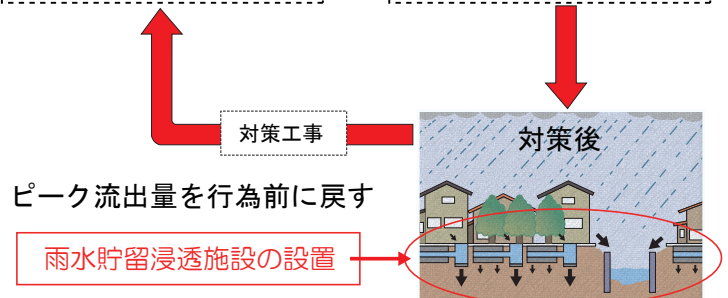 対策工事
対策後
ピーク流出量を行為前に戻す
雨水貯留浸透施設の設置